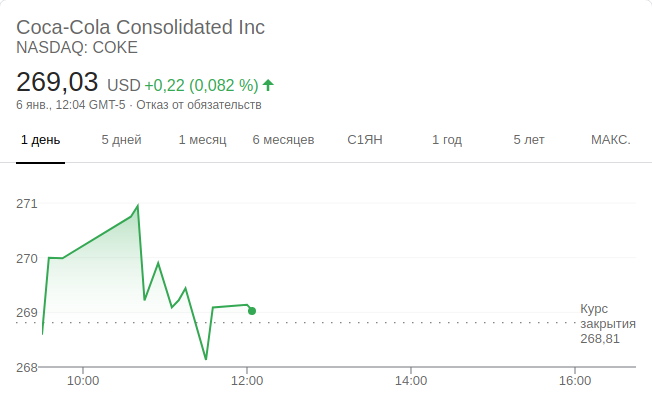 Coca-Cola Consolidated Inc
NASDAQ: COKE
269,03 USD +0,22 (0,082 %)
6 янв., 12:04 GMT-5 · Отказ от обязательств
1 день 5 дней 1 месяц 6 месяцев С1ЯН 1 год 5 лет МАКС.
271
270
269
268
Курс
закрытия
268,81
10:00 12:00 14:00 16:00